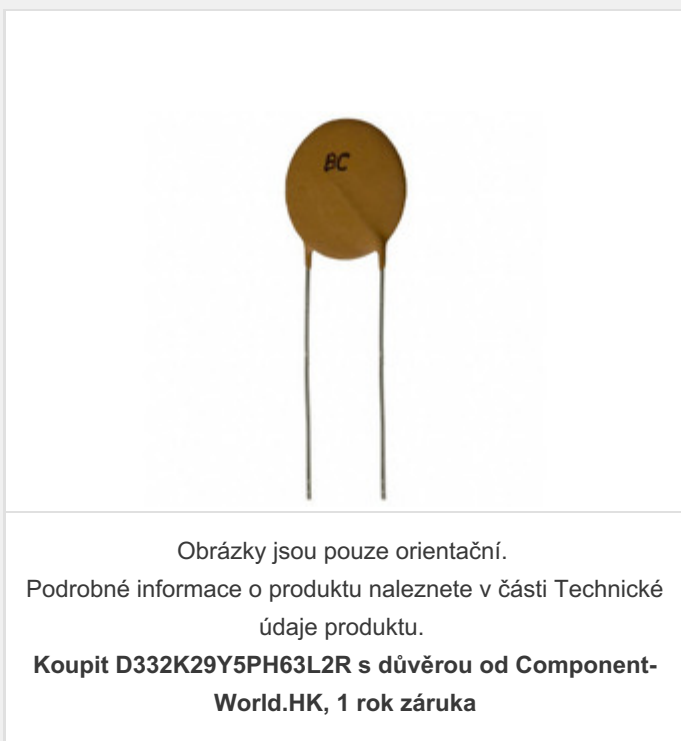 BC
Obrázky jsou pouze orientační.
Podrobné informace o produktu naleznete v části Technické
údaje produktu.
Koupit D332K29Y5PH63L2R s důvěrou od Component-
World.HK, 1 rok záruka